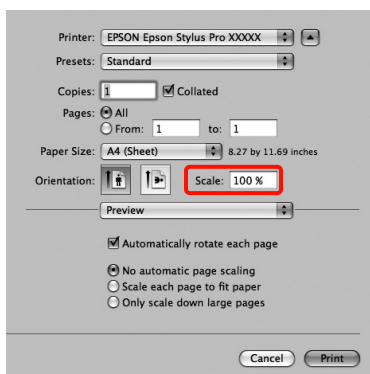 Printer: EPSON Epson Stylus Pro XXXXX
Presets: Standard
Copies: 1 Collated
Pages: All
From: 1 to: 1
Paper Size: A4 (Sheet) 8.27 by 11.69 inches
Orientation: Scale: 100 %
Preview
Automatically rotate each page
No automatic page scaling
Scale each page to fit paper
Only scale down large pages
Cancel Print